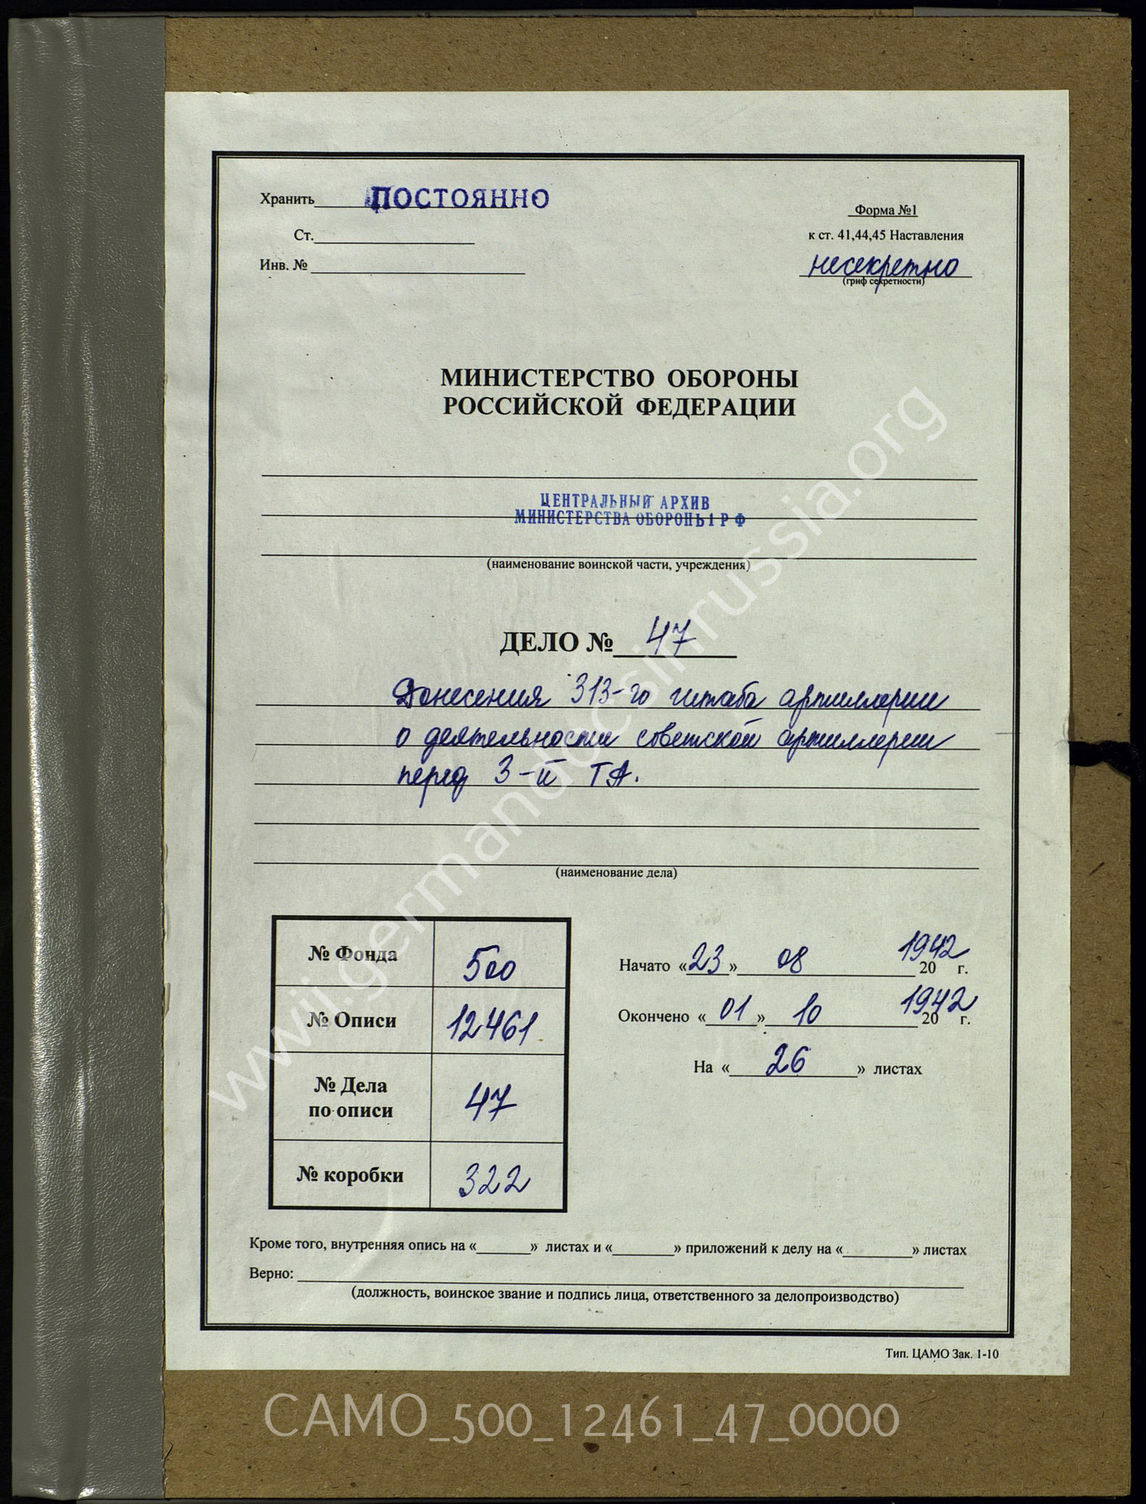 Хранить ПОСТОЯННО
Ст.
Инв. №
Форма №1
к ст. 41,44,45 Наставления
несекретно
(гриф секретности)
МИНИСТЕРСТВО ОБОРОНЫ
РОССИЙСКОЙ ФЕДЕРАЦИИ
ЦЕНТРАЛЬНЫЙ АРХИВ
МИНИСТЕРСТВА ОБОРОНЫ РФ
(наименование воинской части, учреждения)
ДЕЛО № 47
Донесения 313-го штаба артиллерии
о деятельности советской артиллерии
перед 3-й ТА.
(наименование дела)
№ Фонда 500
№ Описи 12461
№ Дела
по описи 47
№ коробки 322
Начато «23» 08 1942 20 г.
Окончено «01» 10 1942 20 г.
На «26» листах
Кроме того, внутренняя опись на « » листах и « » приложений к делу на « » листах
Верно:
(должность, воинское звание и подпись лица, ответственного за делопроизводство)
Тип. ЦАМО Зак. 1-10
www.germandocsinrussia.org
CAMO_500_12461_47_0000